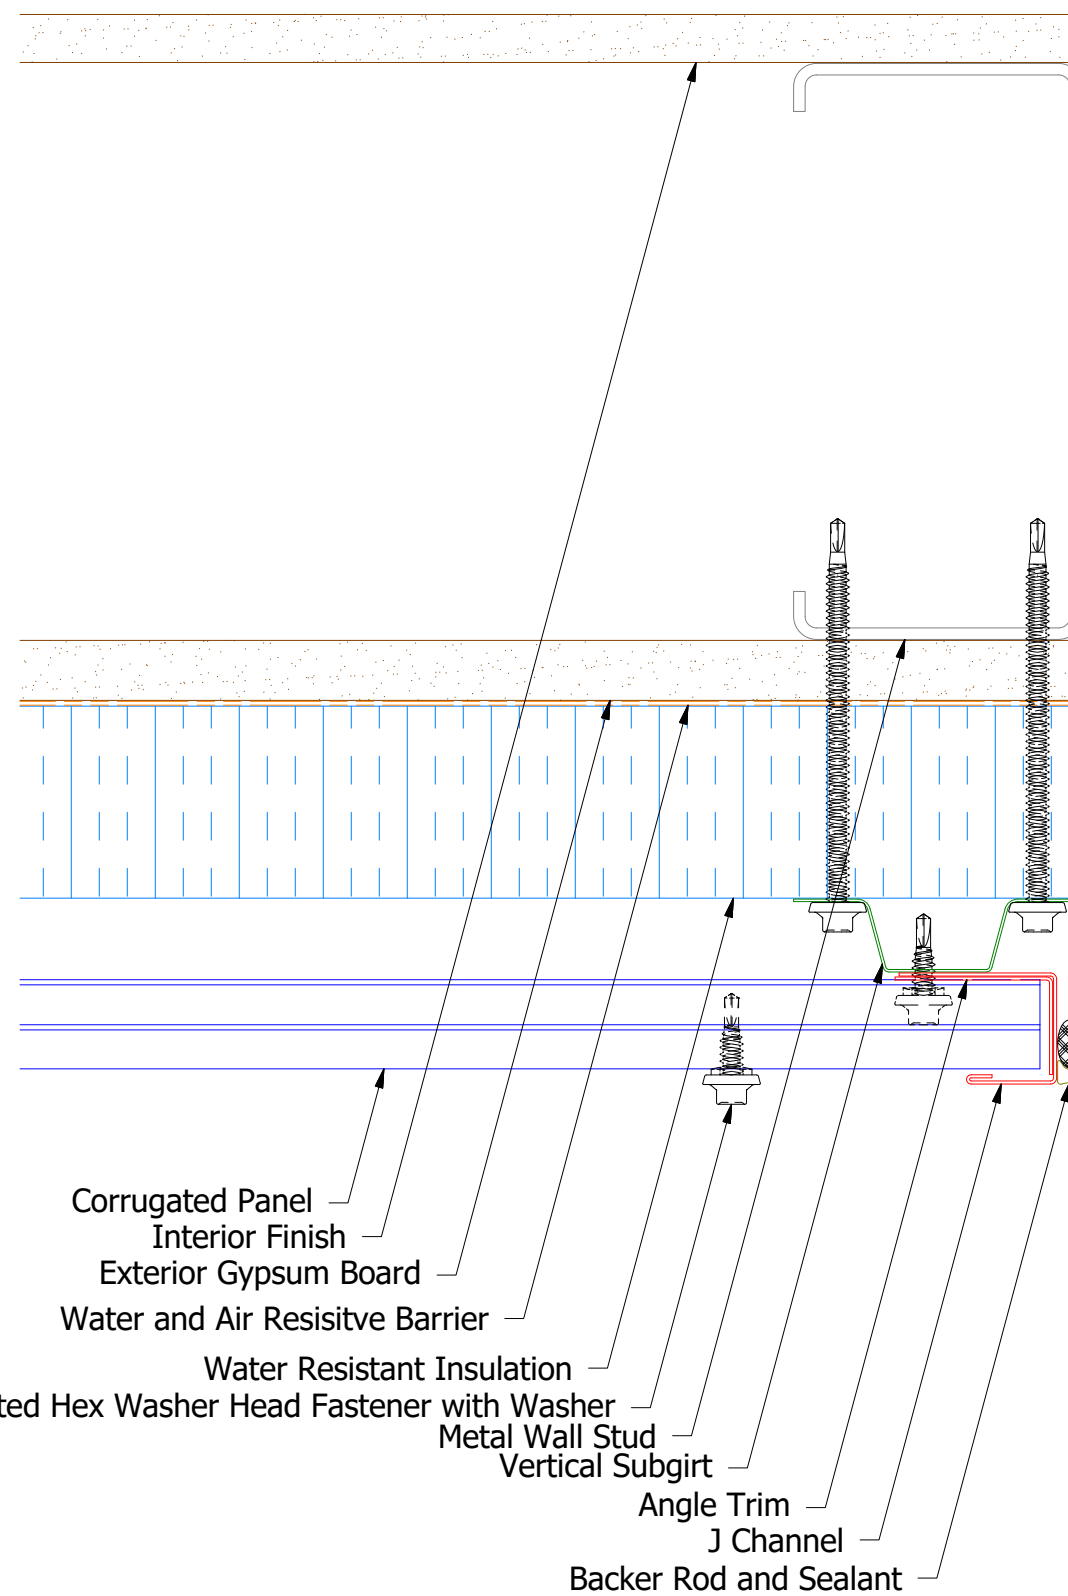 Corrugated Panel
Interior Finish
Exterior Gypsum Board
Water and Air Resisitve Barrier
Water Resistant Insulation
Hex Washer Head Fastener with Washer
Metal Wall Stud
Vertical Subgirt
Angle Trim
J Channel
Backer Rod and Sealant